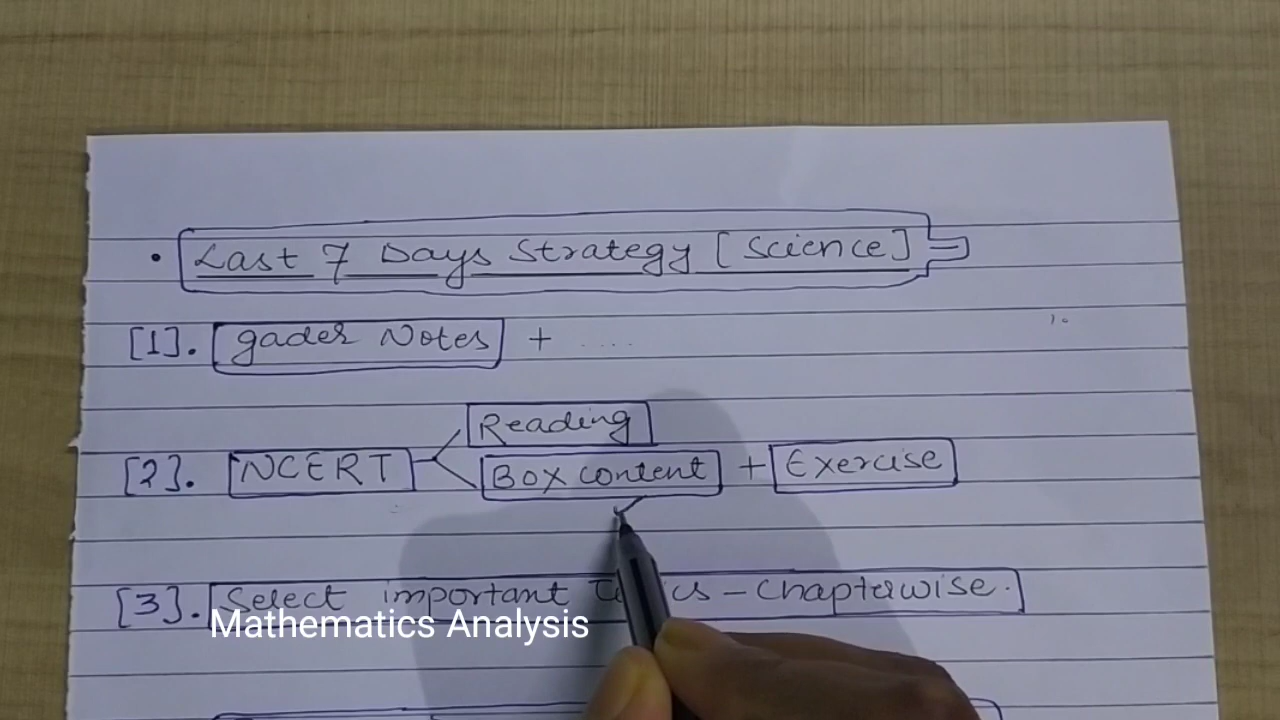 • Last 7 Days Strategy [Science]
[1]. gader Notes + ....
Reading
[2]. NCERT Box content + Exercise
[3]. Select important - Chapterwise.
Mathematics Analysis